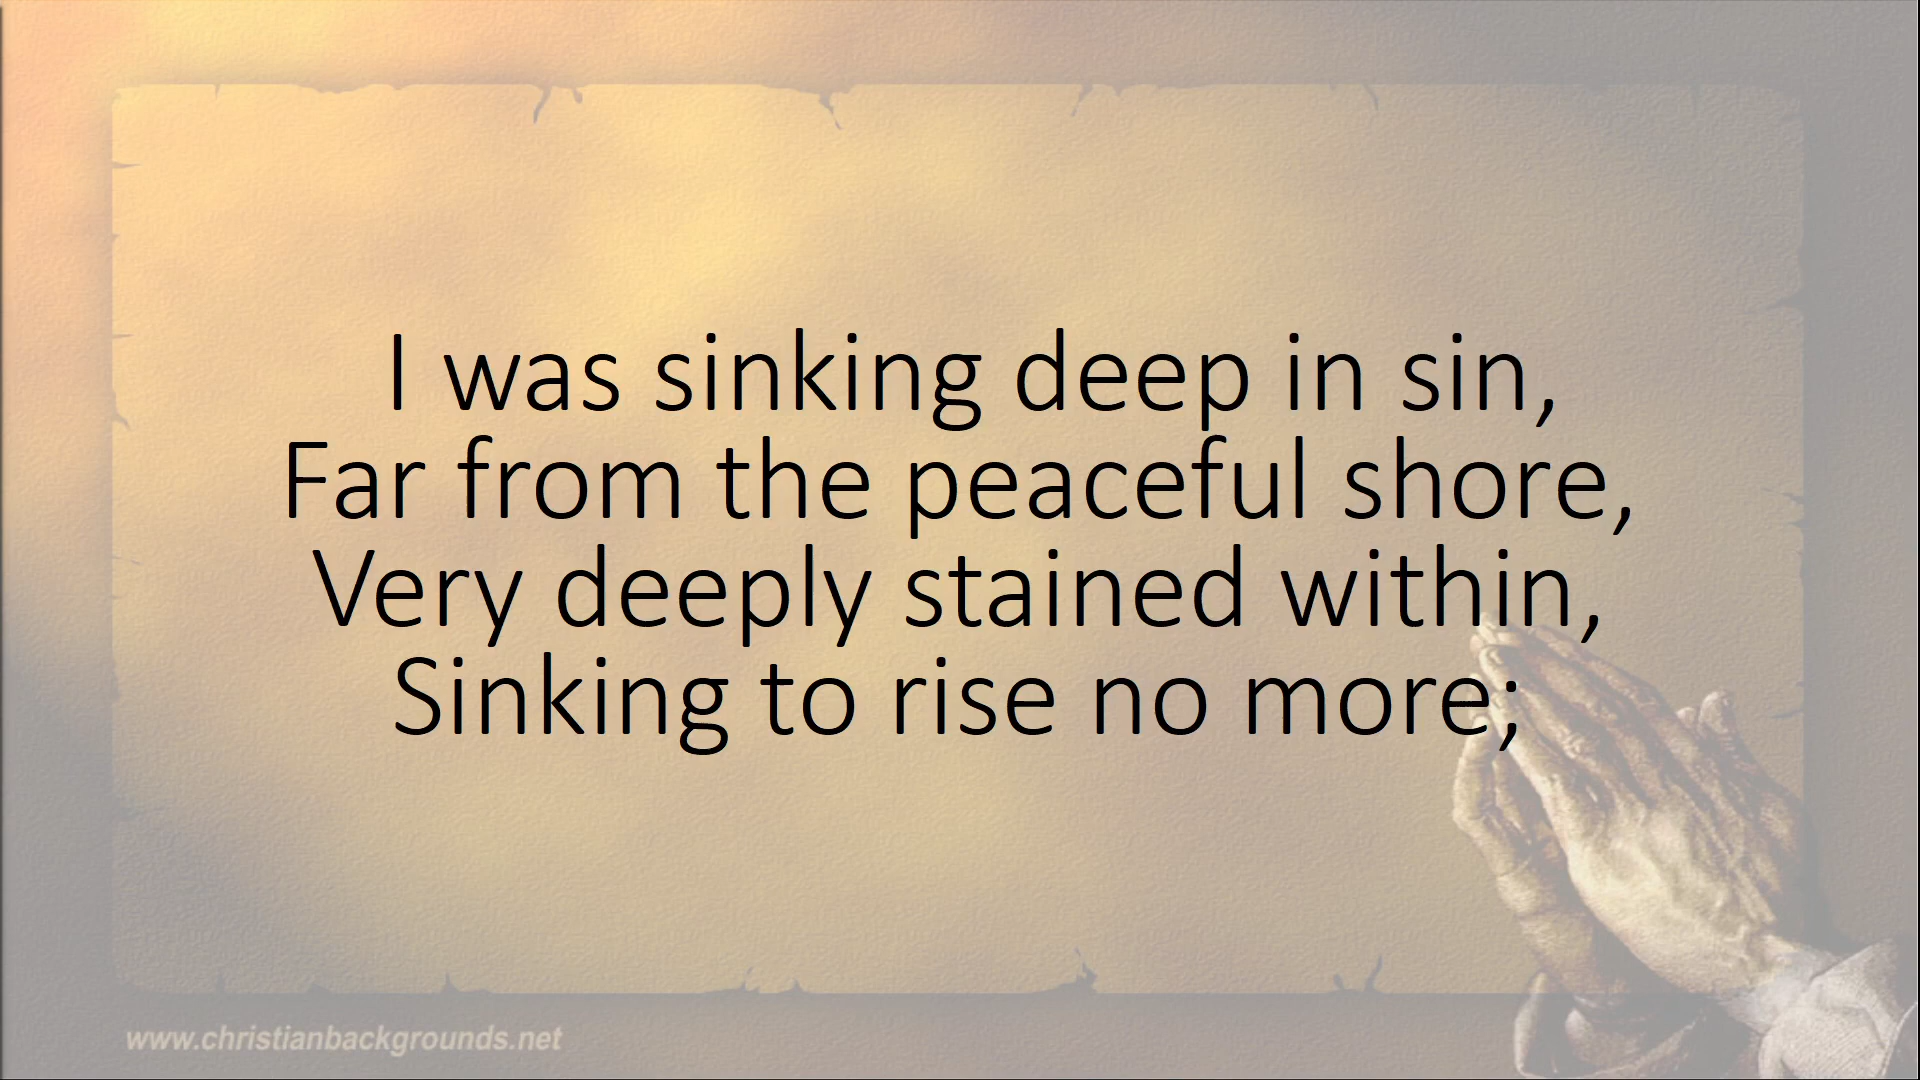 I was sinking deep in sin,
Far from the peaceful shore,
Very deeply stained within,
Sinking to rise no more;
www.christianbackgrounds.net